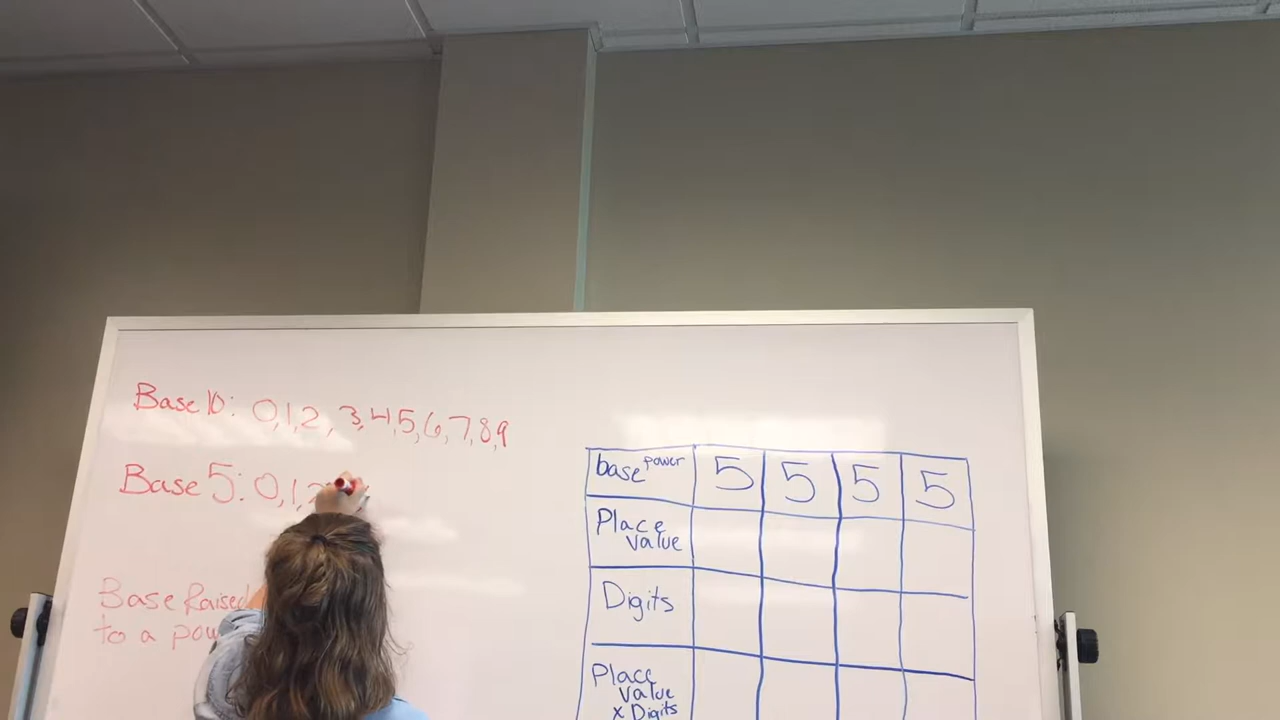 Base 10: 0,1,2,3,4,5,6,7,8,9
Base 5: 0,1,2
Base Raised
to a
base power 5 5 5 5
Place
value
Digits
Place
value
x Digits